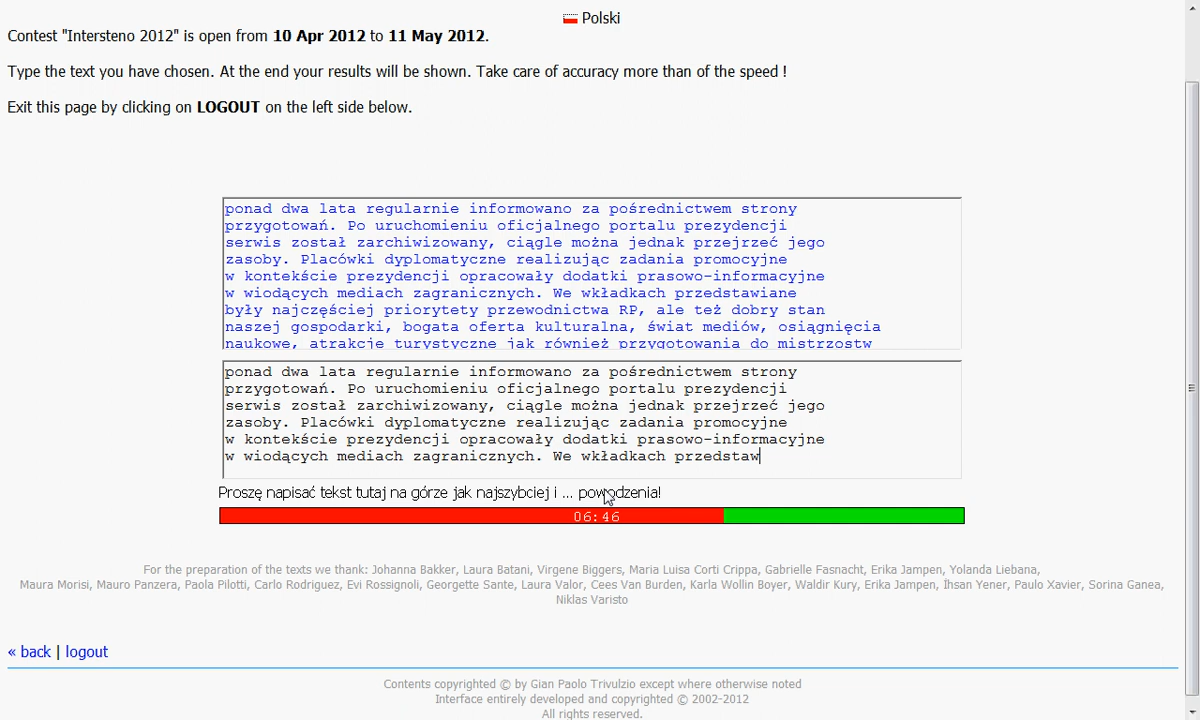 Polski
Contest "Intersteno 2012" is open from 10 Apr 2012 to 11 May 2012.
Type the text you have chosen. At the end your results will be shown. Take care of accuracy more than of the speed !
Exit this page by clicking on LOGOUT on the left side below.
ponad dwa lata regularnie informowano za pośrednictwem strony
przygotowań. Po uruchomieniu oficjalnego portalu prezydencji
serwis został zarchiwizowany, ciągle można jednak przejrzeć jego
zasoby. Placówki dyplomatyczne realizując zadania promocyjne
w kontekście prezydencji opracowały dodatki prasowo-informacyjne
w wiodących mediach zagranicznych. We wkładkach przedstawiane
były najczęściej priorytety przewodnictwa RP, ale też dobry stan
naszej gospodarki, bogata oferta kulturalna, świat mediów, osiągnięcia
naukowe, atrakcje turystyczne jak również przygotowania do mistrzostw
ponad dwa lata regularnie informowano za pośrednictwem strony
przygotowań. Po uruchomieniu oficjalnego portalu prezydencji
serwis został zarchiwizowany, ciągle można jednak przejrzeć jego
zasoby. Placówki dyplomatyczne realizując zadania promocyjne
w kontekście prezydencji opracowały dodatki prasowo-informacyjne
w wiodących mediach zagranicznych. We wkładkach przedstaw
Proszę napisać tekst tutaj na górze jak najszybciej i ... powodzenia!
06:46
For the preparation of the texts we thank: Johanna Bakker, Laura Batani, Virgene Biggers, Maria Luisa Corti Crippa, Gabrielle Fasnacht, Erika Jampen, Yolanda Liebana,
Maura Morisi, Mauro Panzera, Paola Pilotti, Carlo Rodriguez, Evi Rossignoli, Georgette Sante, Laura Valor, Cees Van Burden, Karla Wollin Boyer, Waldir Kury, Erika Jampen, İhsan Yener, Paulo Xavier, Sorina Ganea,
Niklas Varisto
« back | logout
Contents copyrighted © by Gian Paolo Trivulzio except where otherwise noted
Interface entirely developed and copyrighted © 2002-2012
All rights reserved.